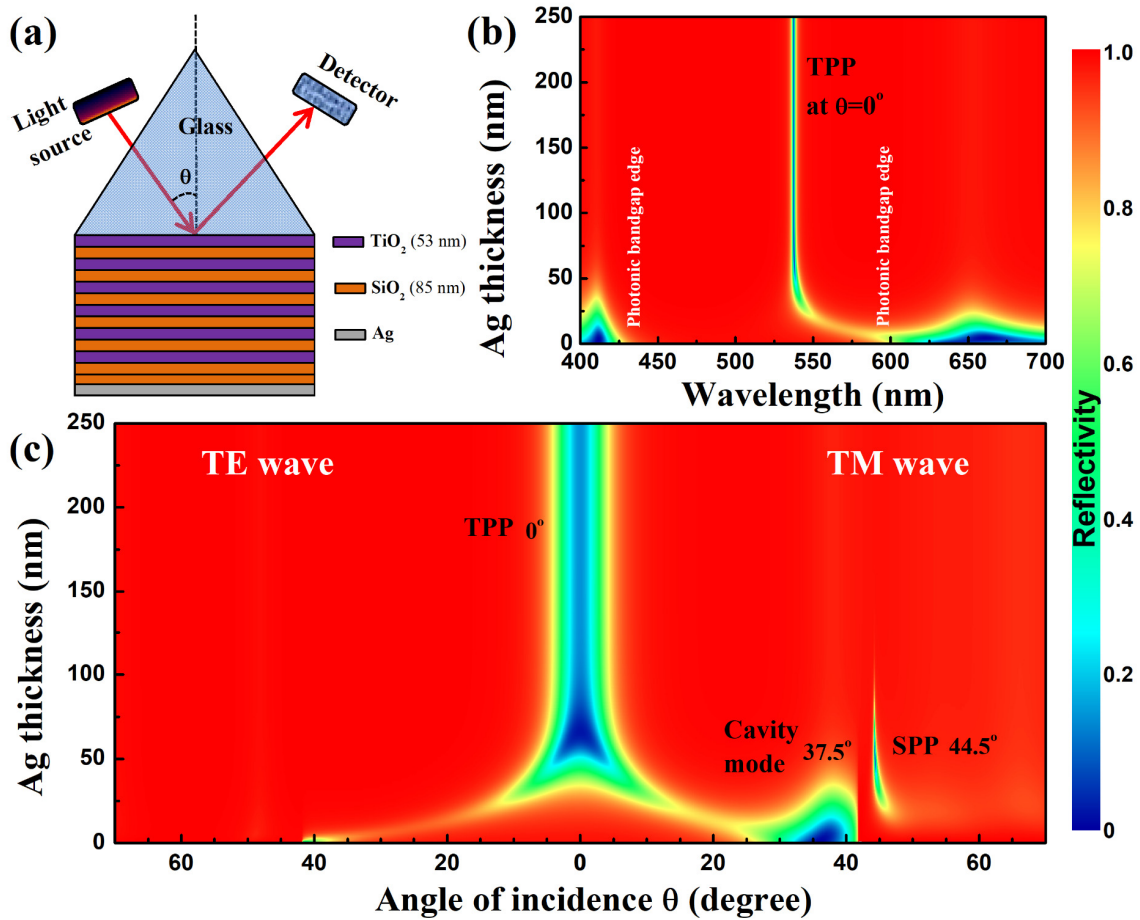 (a)
Light
source
Detector
Glass
θ
TiO₂ (53 nm)
SiO₂ (85 nm)
Ag
(b)
Ag thickness (nm)
250
200
150
100
50
0
TPP
at θ=0°
Photonic bandgap edge
Photonic bandgap edge
400 450 500 550 600 650 700
Wavelength (nm)
1.0
0.8
0.6
0.4
0.2
0
Reflectivity
(c)
Ag thickness (nm)
250
200
150
100
50
0
TE wave
TM wave
TPP 0°
Cavity
mode
37.5°
SPP 44.5°
60 40 20 0 20 40 60
Angle of incidence θ (degree)